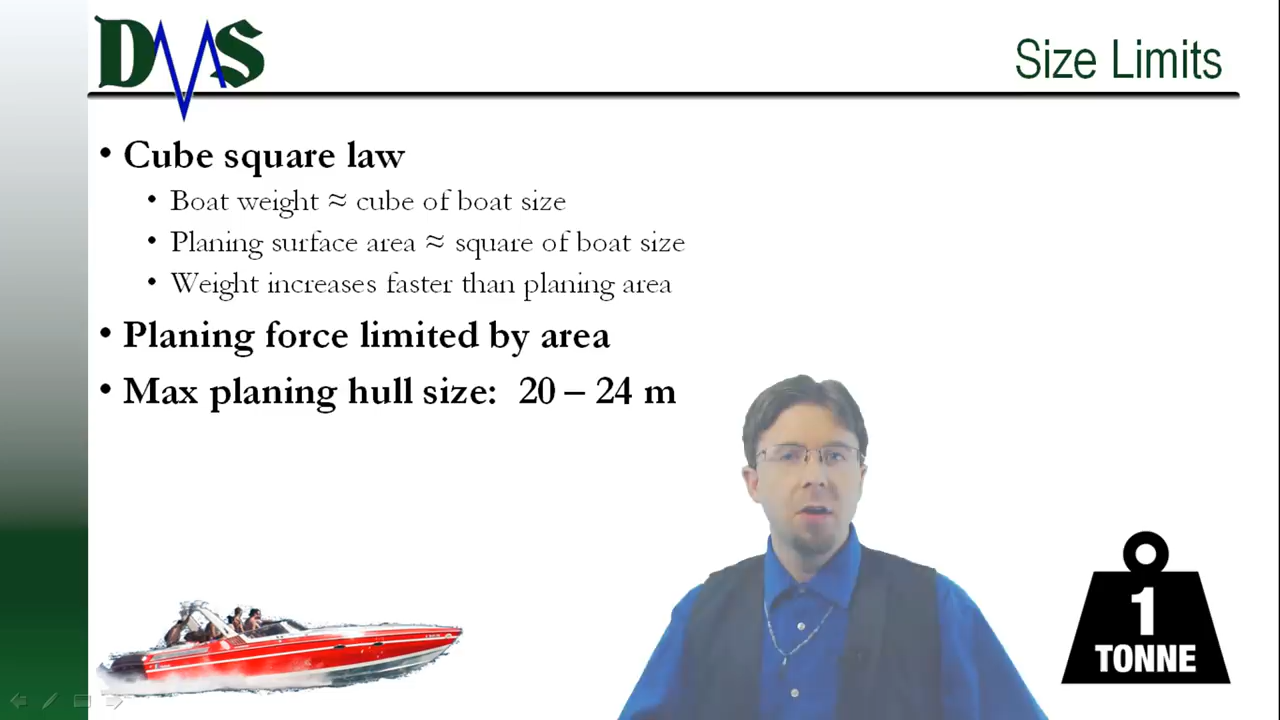 DMS
Size Limits
• Cube square law
• Boat weight ≈ cube of boat size
• Planing surface area ≈ square of boat size
• Weight increases faster than planing area
• Planing force limited by area
• Max planing hull size: 20 – 24 m
1
TONNE